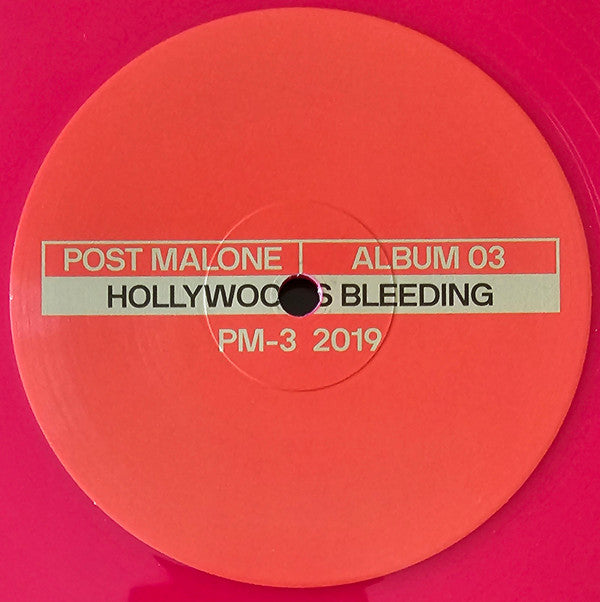 POST MALONE ALBUM 03
HOLLYWOO S BLEEDING
PM-3 2019